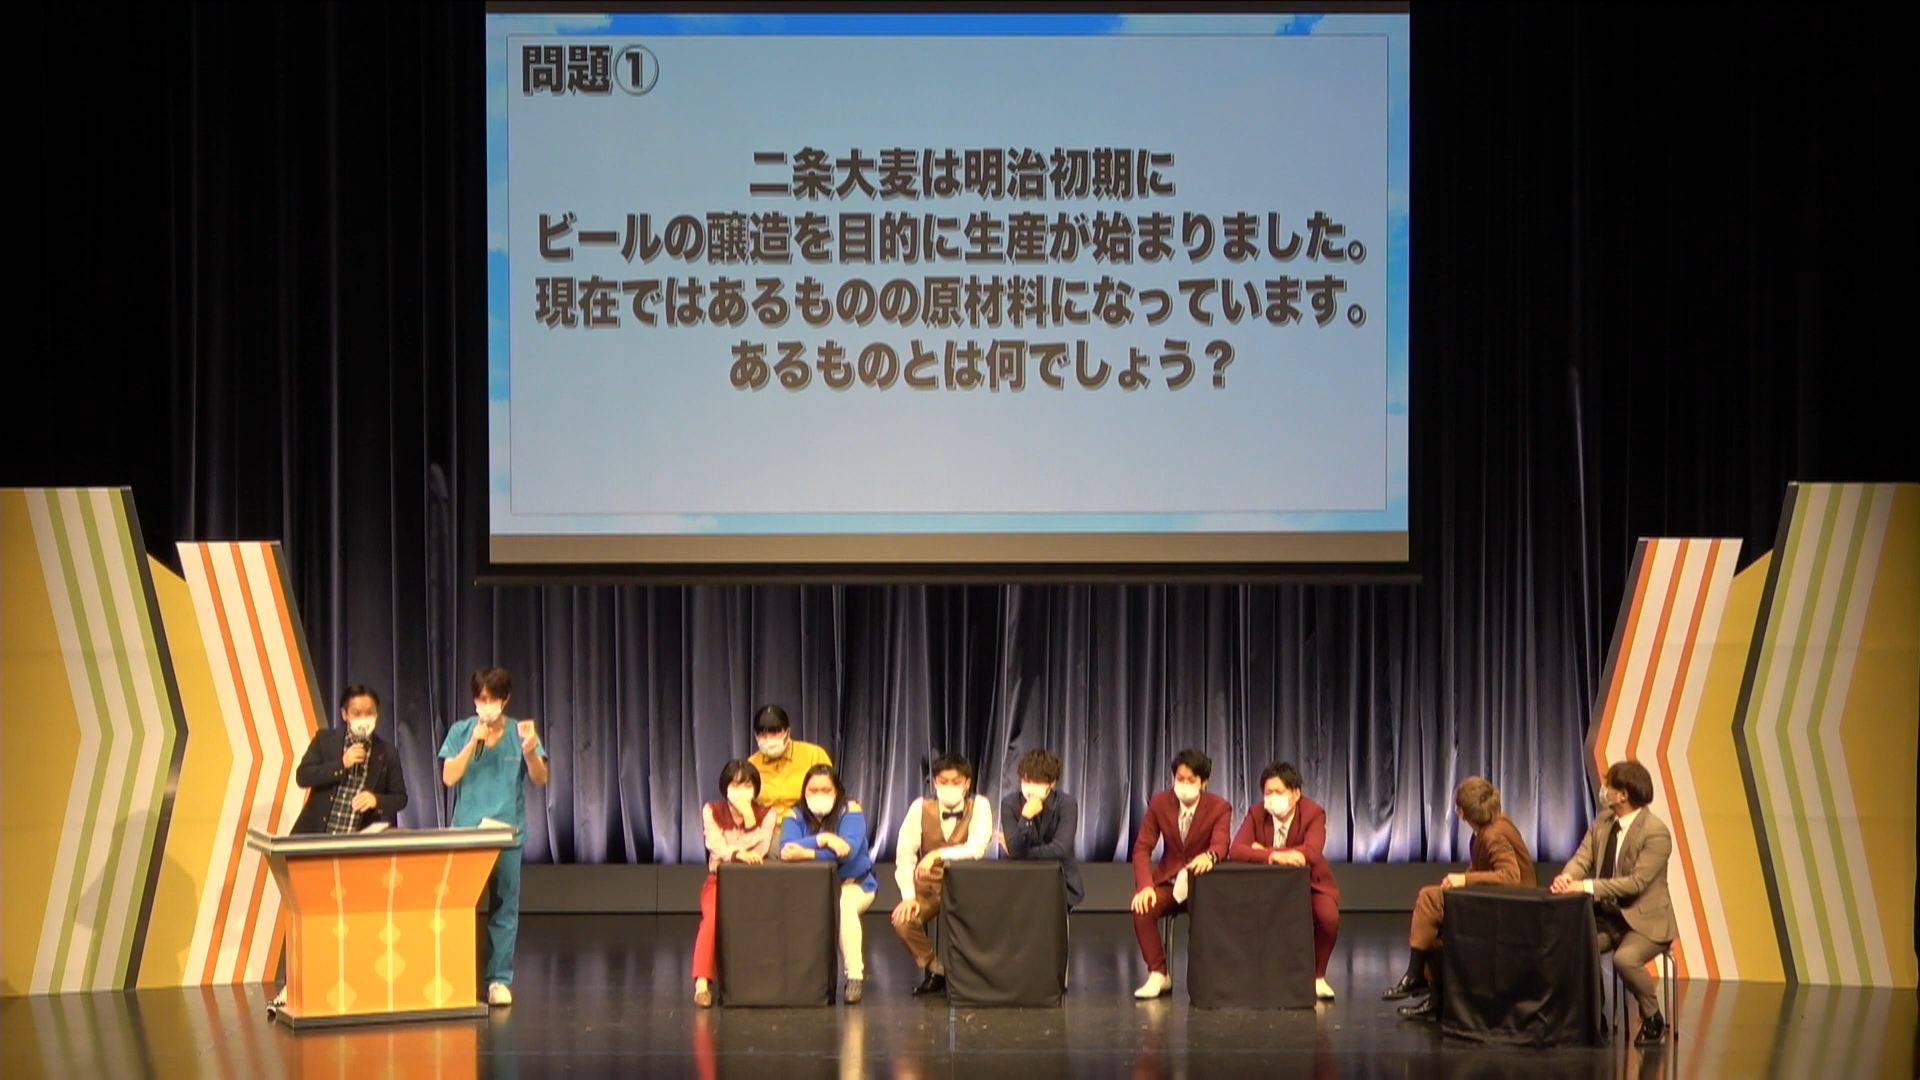 問題①
二条大麦は明治初期に
ビールの醸造を目的に生産が始まりました。
現在ではあるものの原材料になっています。
あるものとは何でしょう？